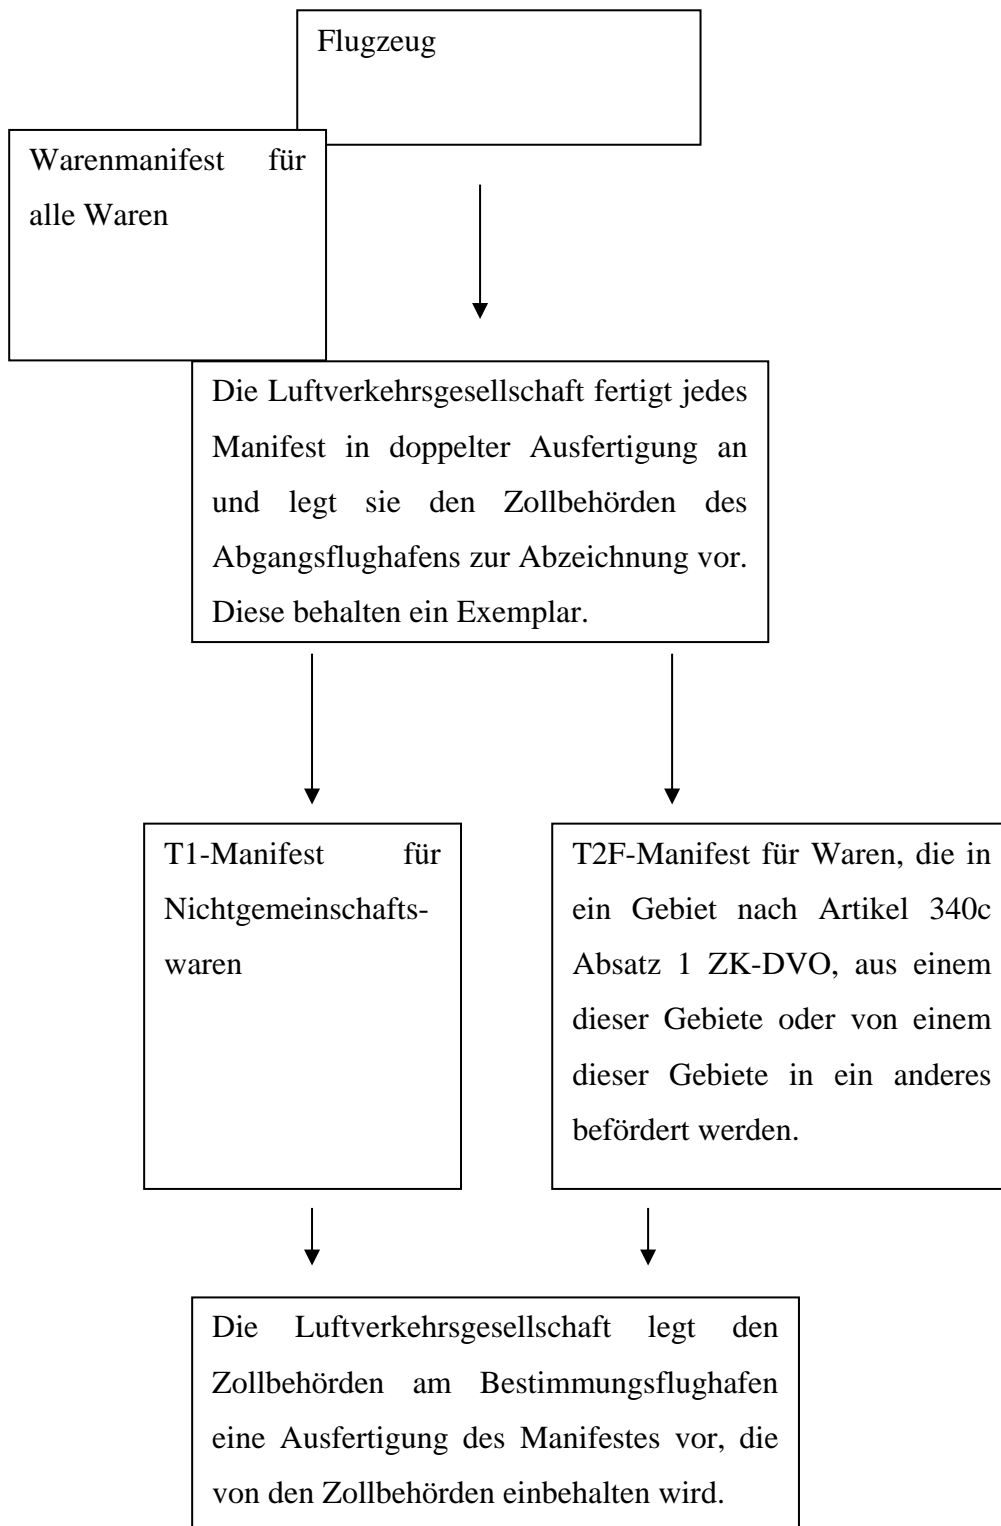 Flugzeug
Warenmanifest für
alle Waren
Die Luftverkehrsgesellschaft fertigt jedes
Manifest in doppelter Ausfertigung an
und legt sie den Zollbehörden des
Abgangsflughafens zur Abzeichnung vor.
Diese behalten ein Exemplar.
T1-Manifest für
Nichtgemeinschafts-
waren
T2F-Manifest für Waren, die in
ein Gebiet nach Artikel 340c
Absatz 1 ZK-DVO, aus einem
dieser Gebiete oder von einem
dieser Gebiete in ein anderes
befördert werden.
Die Luftverkehrsgesellschaft legt den
Zollbehörden am Bestimmungsflughafen
eine Ausfertigung des Manifestes vor, die
von den Zollbehörden einbehalten wird.